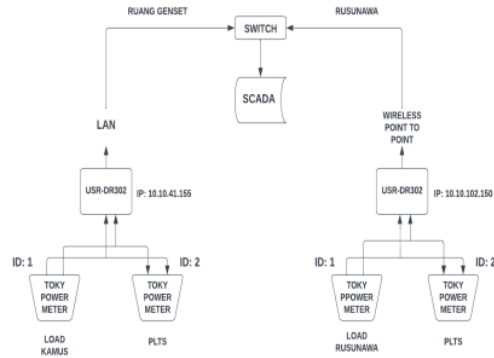 RUANG GENSET
RUSUNAWA
SWITCH
SCADA
LAN
WIRELESS
POINT TO
POINT
USR-DR302
IP: 10.10.41.155
USR-DR302
IP: 10.10.102.150
ID: 1
ID: 2
ID: 1
ID: 2
TOKY
POWER
METER
TOKY
POWER
METER
TOKY
PPOWER
METER
TOKY
POWER
METER
LOAD
KAMUS
PLTS
LOAD
RUSUNAWA
PLTS